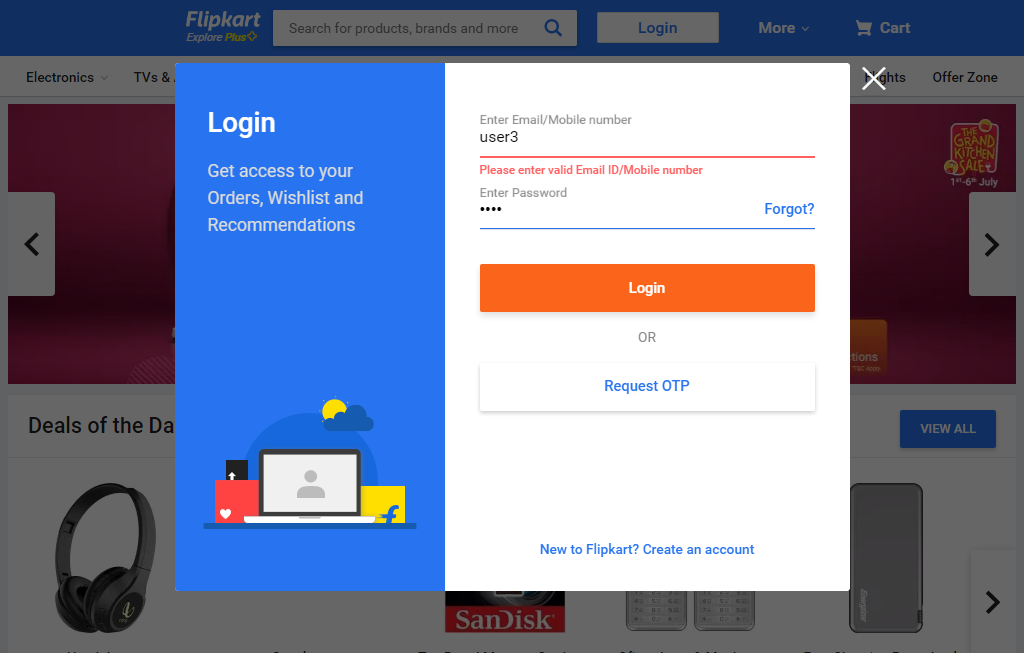 Flipkart
Explore Plus
Search for products, brands and more
Login
More
Cart
Electronics
TVs &
Offer Zone
Login
Get access to your
Orders, Wishlist and
Recommendations
Enter Email/Mobile number
user3
Please enter valid Email ID/Mobile number
Enter Password
••••
Forgot?
Login
OR
Request OTP
New to Flipkart? Create an account
THE
GRAND
KITCHEN
SALE
1st-6th July
Deals of the Da
VIEW ALL
SanDisk
Energizer